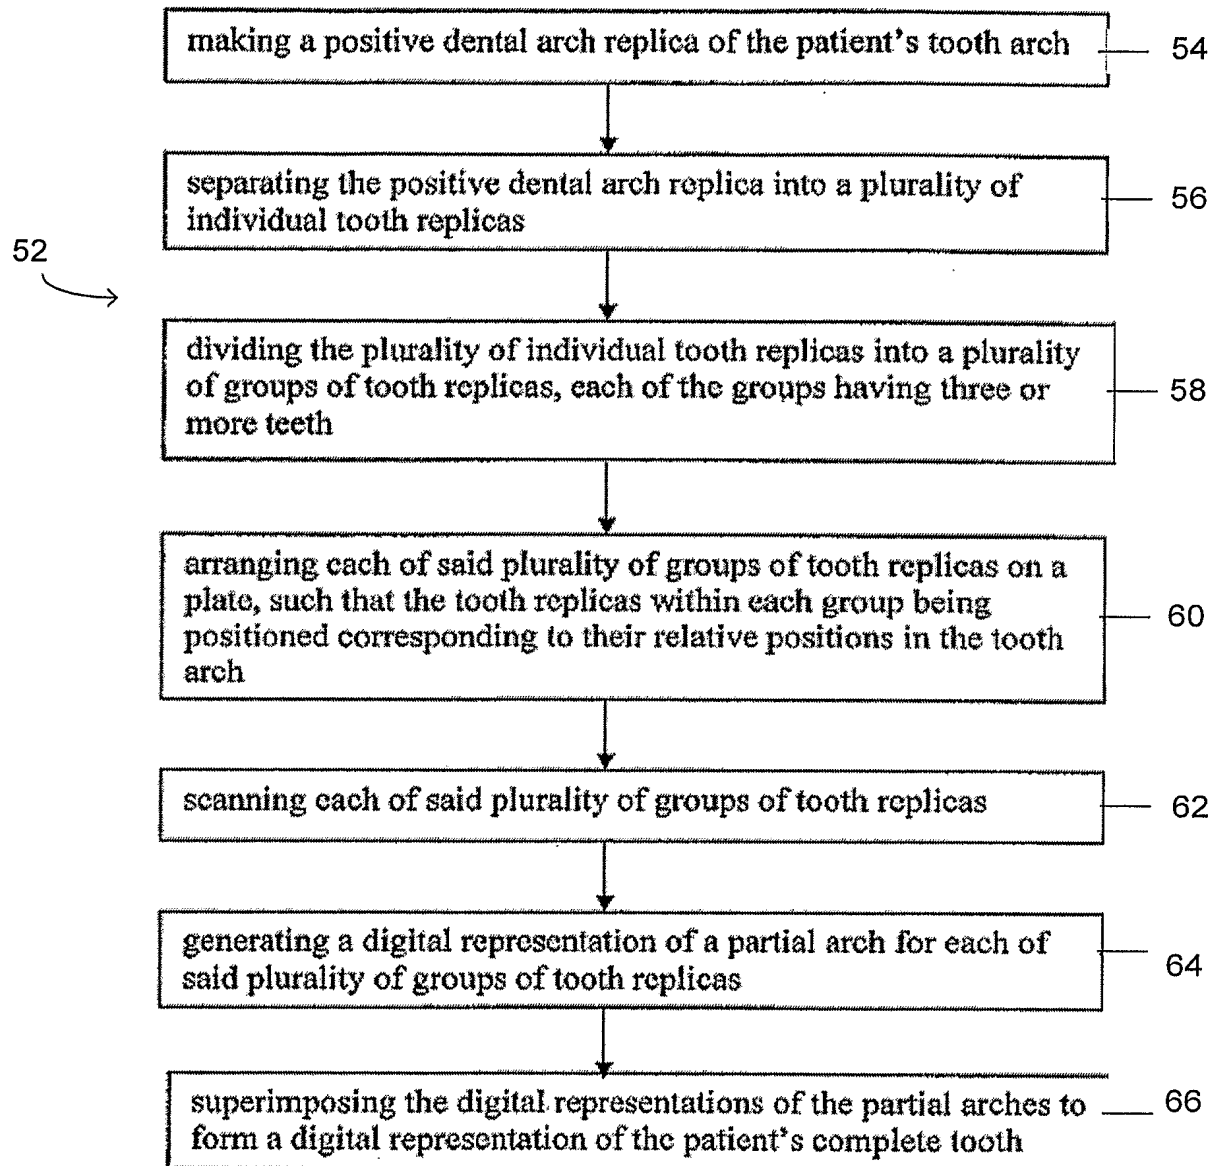 making a positive dental arch replica of the patient's tooth arch
54
separating the positive dental arch replica into a plurality of
individual tooth replicas
56
52
dividing the plurality of individual tooth replicas into a plurality
of groups of tooth replicas, each of the groups having three or
more teeth
58
arranging each of said plurality of groups of tooth replicas on a
plate, such that the tooth replicas within each group being
positioned corresponding to their relative positions in the tooth
arch
60
scanning each of said plurality of groups of tooth replicas
62
generating a digital representation of a partial arch for each of
said plurality of groups of tooth replicas
64
superimposing the digital representations of the partial arches to
form a digital representation of the patient's complete tooth
66